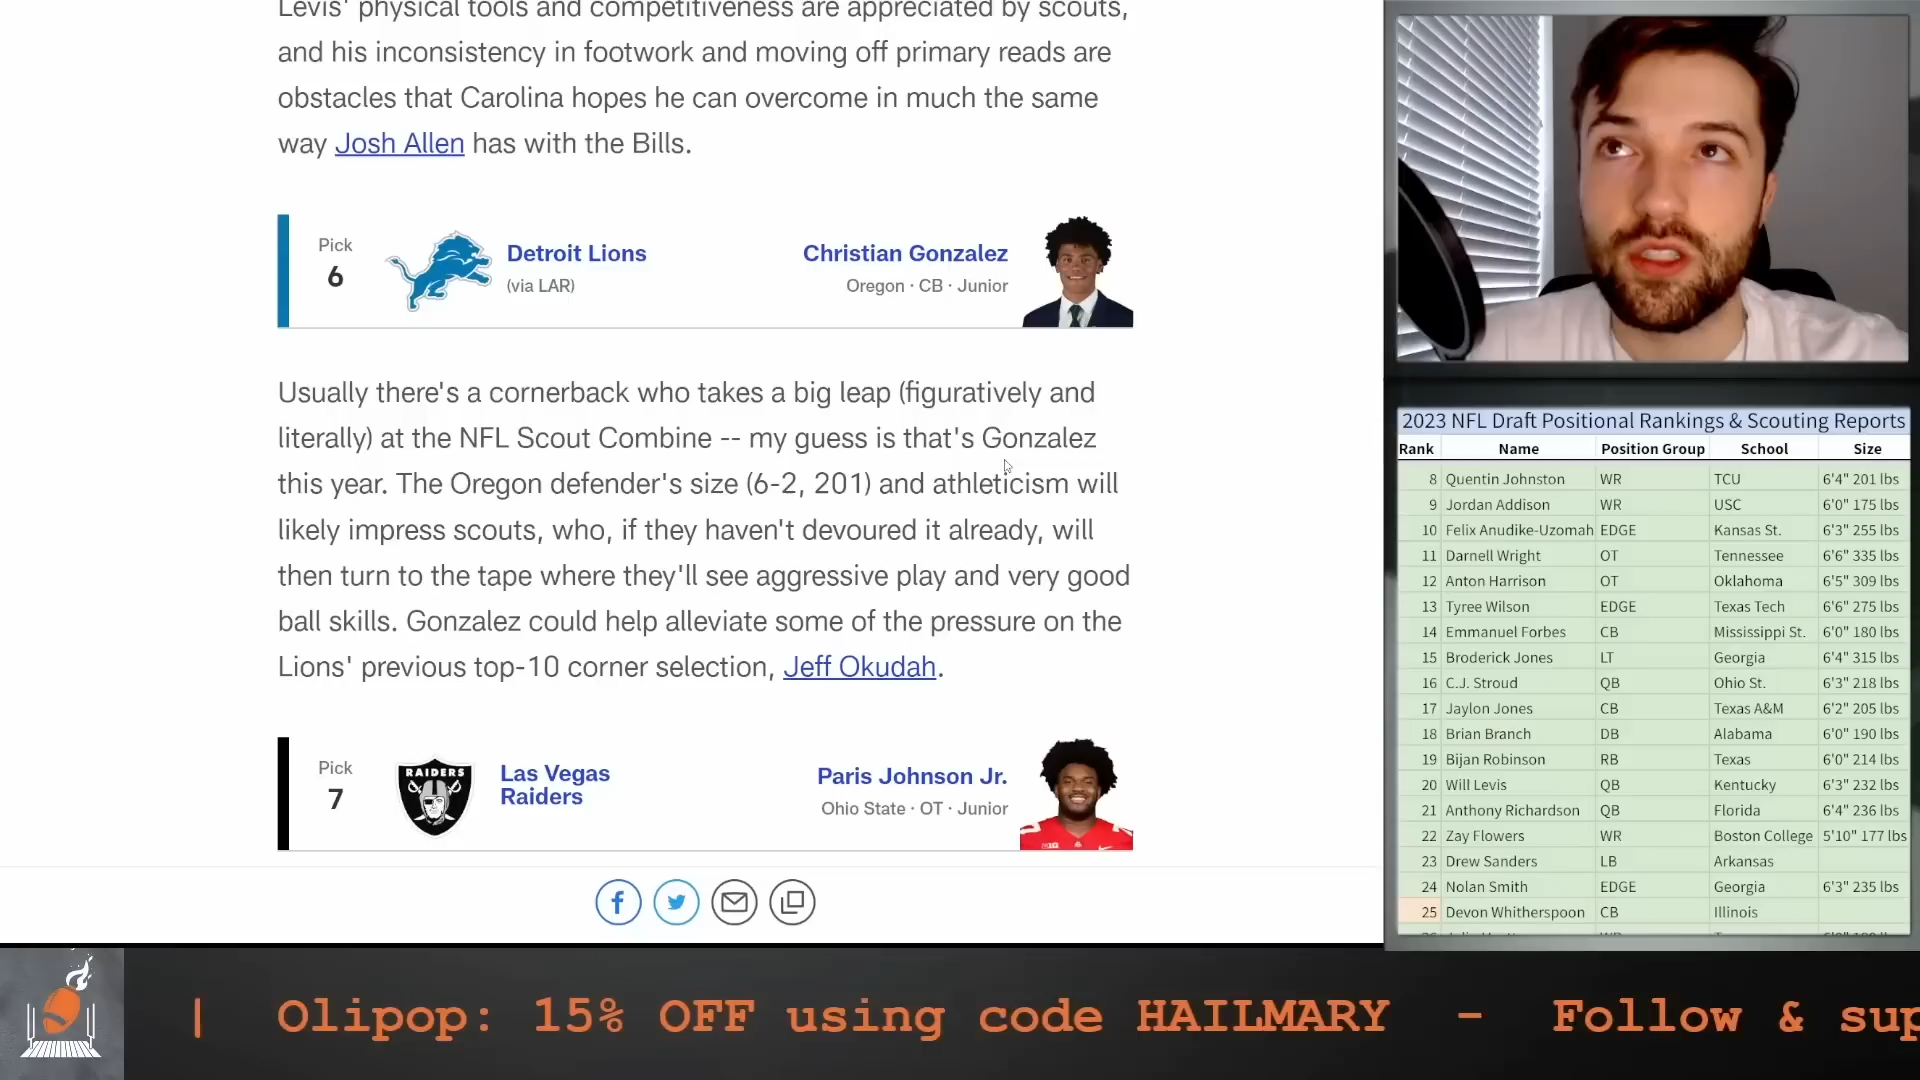 Levis' physical tools and competitiveness are appreciated by scouts,
and his inconsistency in footwork and moving off primary reads are
obstacles that Carolina hopes he can overcome in much the same
way Josh Allen has with the Bills.
Pick
6
Detroit Lions
(via LAR)
Christian Gonzalez
Oregon · CB · Junior
Usually there's a cornerback who takes a big leap (figuratively and
literally) at the NFL Scout Combine -- my guess is that's Gonzalez
this year. The Oregon defender's size (6-2, 201) and athleticism will
likely impress scouts, who, if they haven't devoured it already, will
then turn to the tape where they'll see aggressive play and very good
ball skills. Gonzalez could help alleviate some of the pressure on the
Lions' previous top-10 corner selection, Jeff Okudah.
Pick
7
RAIDERS
Las Vegas
Raiders
Paris Johnson Jr.
Ohio State · OT · Junior
2023 NFL Draft Positional Rankings & Scouting Reports
Rank Name Position Group School Size
8 Quentin Johnston WR TCU 6'4" 201 lbs
9 Jordan Addison WR USC 6'0" 175 lbs
10 Felix Anudike-Uzomah EDGE Kansas St. 6'3" 255 lbs
11 Darnell Wright OT Tennessee 6'6" 335 lbs
12 Anton Harrison OT Oklahoma 6'5" 309 lbs
13 Tyree Wilson EDGE Texas Tech 6'6" 275 lbs
14 Emmanuel Forbes CB Mississippi St. 6'0" 180 lbs
15 Broderick Jones LT Georgia 6'4" 315 lbs
16 C.J. Stroud QB Ohio St. 6'3" 218 lbs
17 Jaylon Jones CB Texas A&M 6'2" 205 lbs
18 Brian Branch DB Alabama 6'0" 190 lbs
19 Bijan Robinson RB Texas 6'0" 214 lbs
20 Will Levis QB Kentucky 6'3" 232 lbs
21 Anthony Richardson QB Florida 6'4" 236 lbs
22 Zay Flowers WR Boston College 5'10" 177 lbs
23 Drew Sanders LB Arkansas
24 Nolan Smith EDGE Georgia 6'3" 235 lbs
25 Devon Whitherspoon CB Illinois
| Olipop: 15% OFF using code HAILMARY - Follow & sup